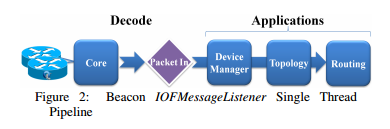 Decode Applications
Core Packet In Device Manager Topology Routing
Figure 2: Beacon IOFMessageListener Single Thread
Pipeline